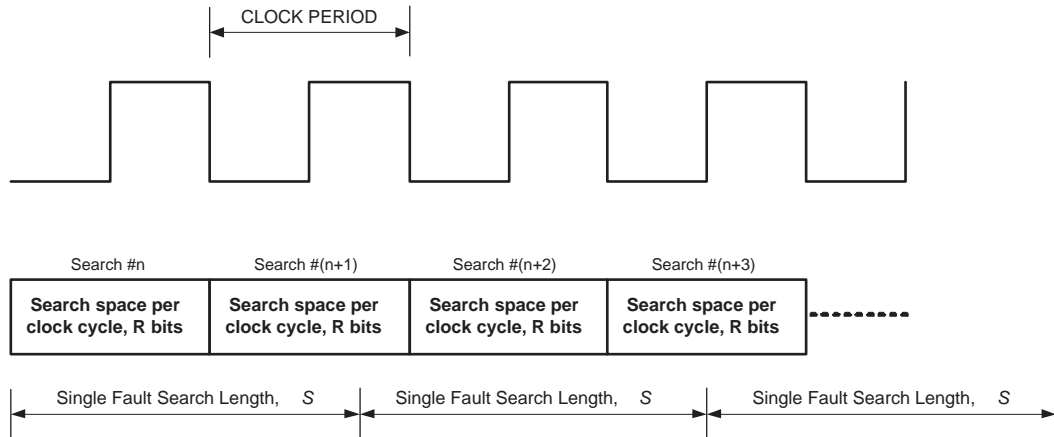 CLOCK PERIOD
Search #n Search #(n+1) Search #(n+2) Search #(n+3)
Search space per Search space per Search space per Search space per
clock cycle, R bits clock cycle, R bits clock cycle, R bits clock cycle, R bits
Single Fault Search Length, S Single Fault Search Length, S Single Fault Search Length, S